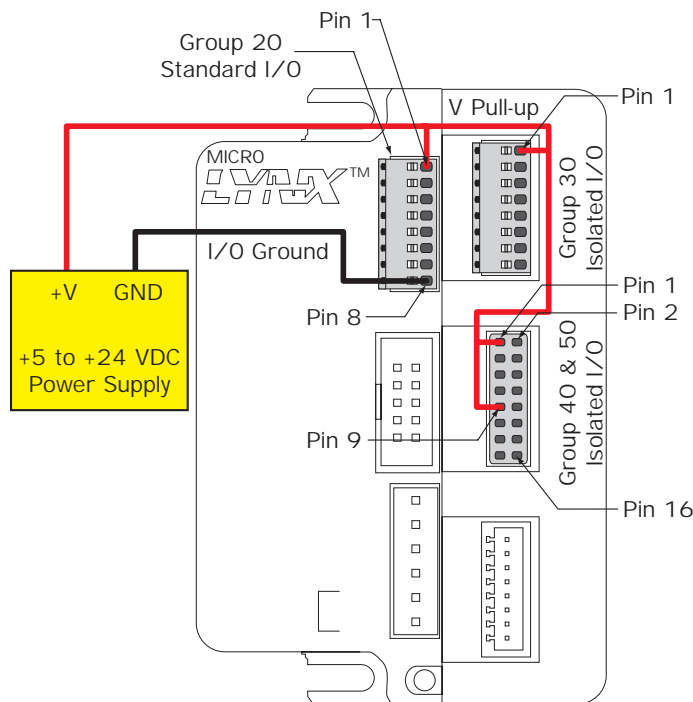 Pin 1
Group 20
Standard I/O
V Pull-up
Pin 1
MICRO
LYNX™
Group 30
Isolated I/O
I/O Ground
+V GND
+5 to +24 VDC
Power Supply
Pin 8
Pin 1
Pin 2
Group 40 & 50
Isolated I/O
Pin 9
Pin 16